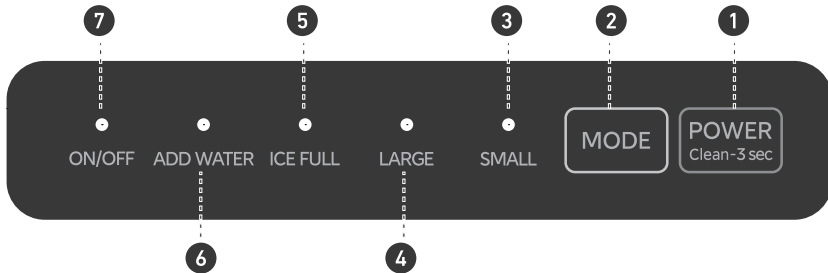 7 5 3 2 1
ON/OFF ADD WATER ICE FULL LARGE SMALL MODE POWER
Clean-3 sec
6 4